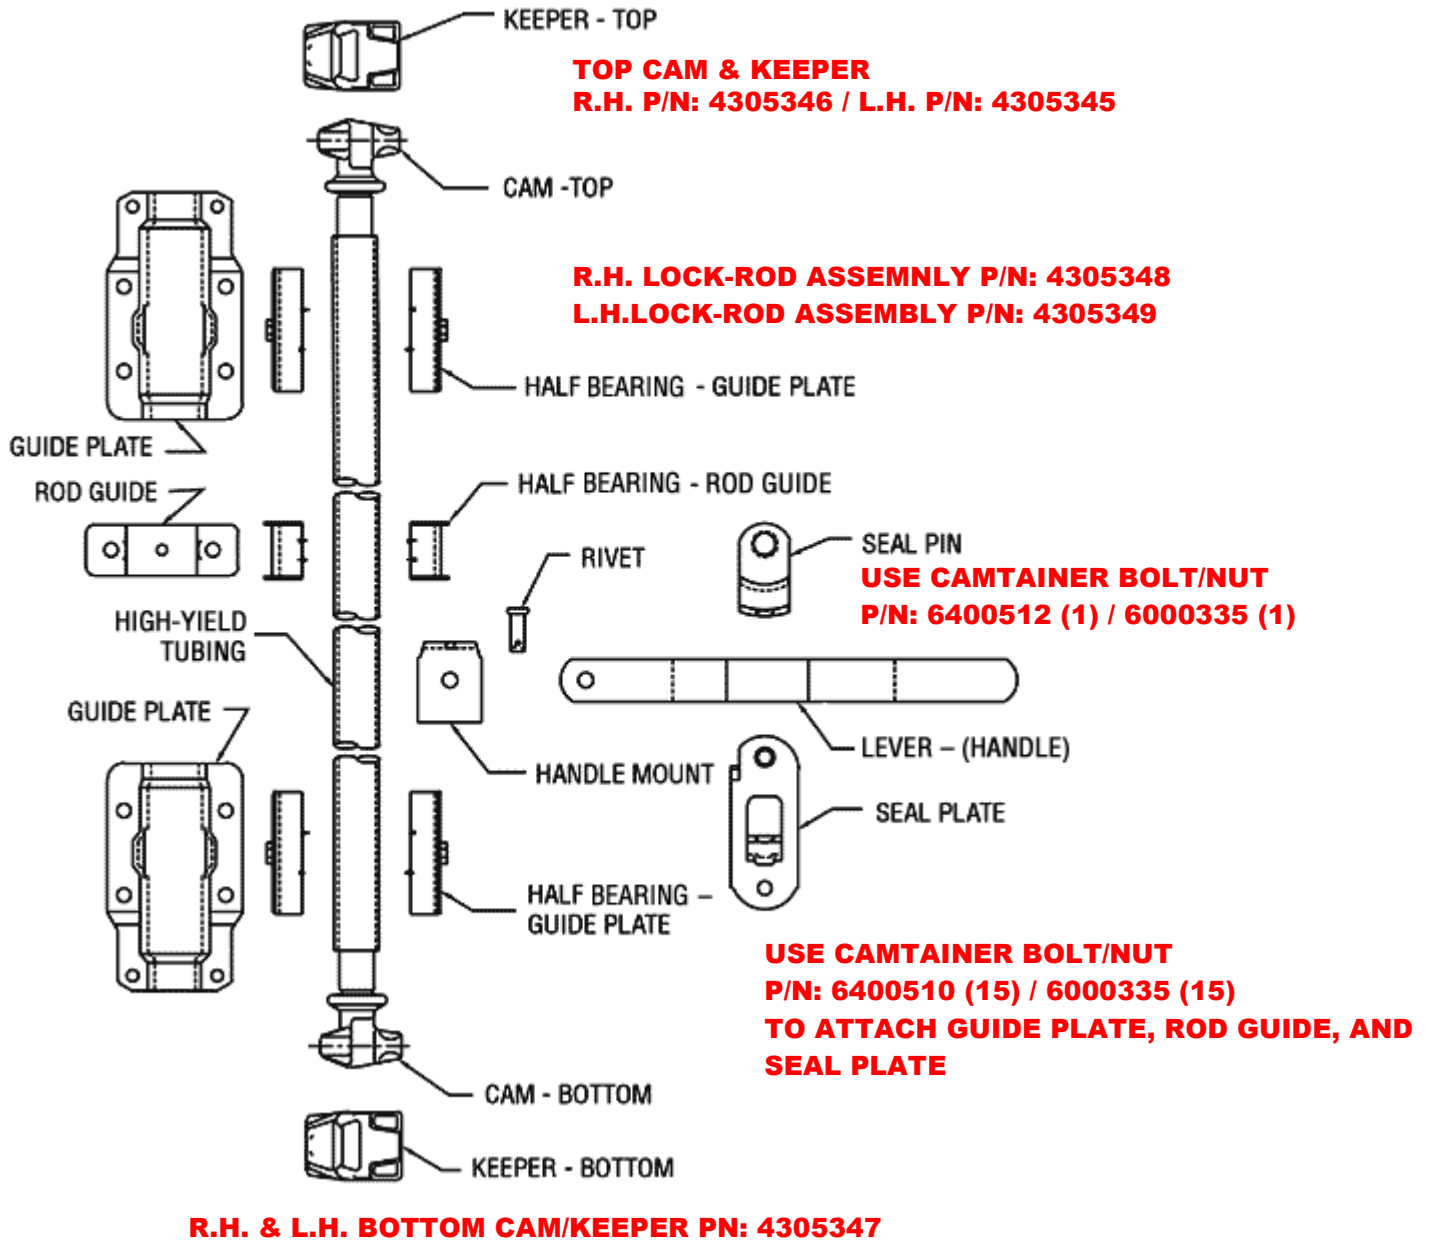 KEEPER - TOP
TOP CAM & KEEPER
R.H. P/N: 4305346 / L.H. P/N: 4305345
CAM -TOP
R.H. LOCK-ROD ASSEMNLY P/N: 4305348
L.H.LOCK-ROD ASSEMBLY P/N: 4305349
HALF BEARING - GUIDE PLATE
GUIDE PLATE
ROD GUIDE
HALF BEARING - ROD GUIDE
RIVET
SEAL PIN
USE CAMTAINER BOLT/NUT
P/N: 6400512 (1) / 6000335 (1)
HIGH-YIELD
TUBING
GUIDE PLATE
LEVER – (HANDLE)
HANDLE MOUNT
SEAL PLATE
HALF BEARING –
GUIDE PLATE
USE CAMTAINER BOLT/NUT
P/N: 6400510 (15) / 6000335 (15)
TO ATTACH GUIDE PLATE, ROD GUIDE, AND
SEAL PLATE
CAM - BOTTOM
KEEPER - BOTTOM
R.H. & L.H. BOTTOM CAM/KEEPER PN: 4305347